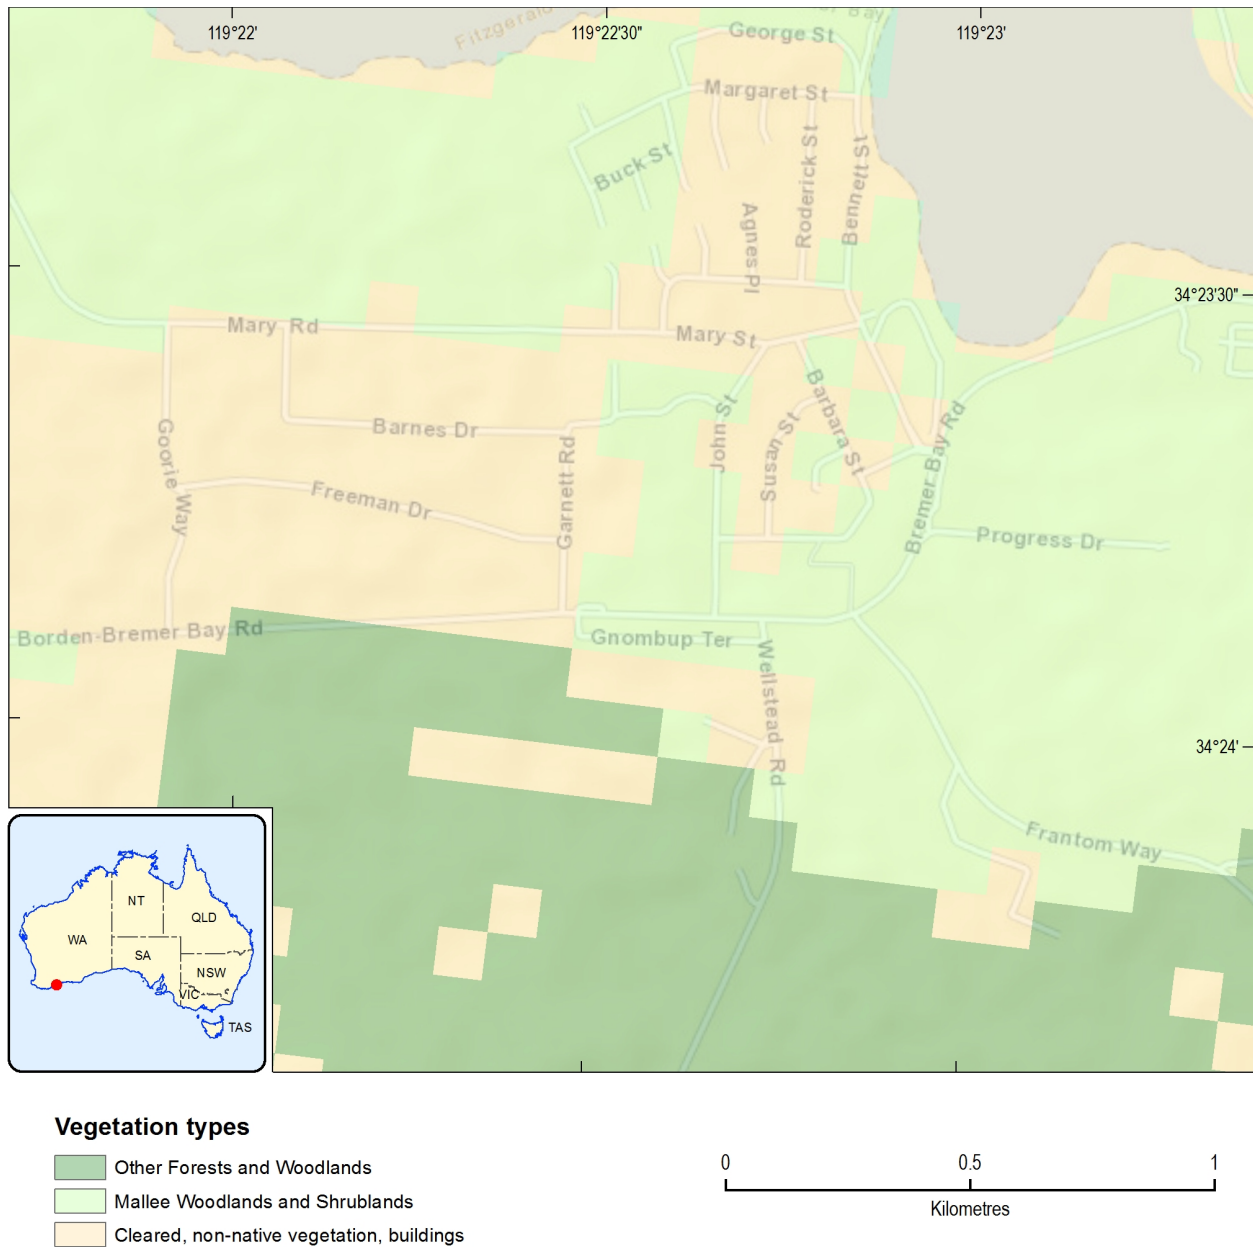 119°22'
119°22'30"
119°23'
Fitzgerald
er Bay
George St
Margaret St
Buck St
Roderick St
Bennett St
Agnes Pl
34°23'30"
Mary Rd
Mary St
Barbara St
John St
Susan St
Barnes Dr
Goorie Way
Garnett Rd
Freeman Dr
Bremer Bay Rd
Progress Dr
Borden-Bremer Bay Rd
Gnombup Ter
Wellstead Rd
34°24'
Frantom Way
NT
QLD
WA
SA
NSW
VIC
TAS
Vegetation types
Other Forests and Woodlands
Mallee Woodlands and Shrublands
Cleared, non-native vegetation, buildings
0
0.5
1
Kilometres